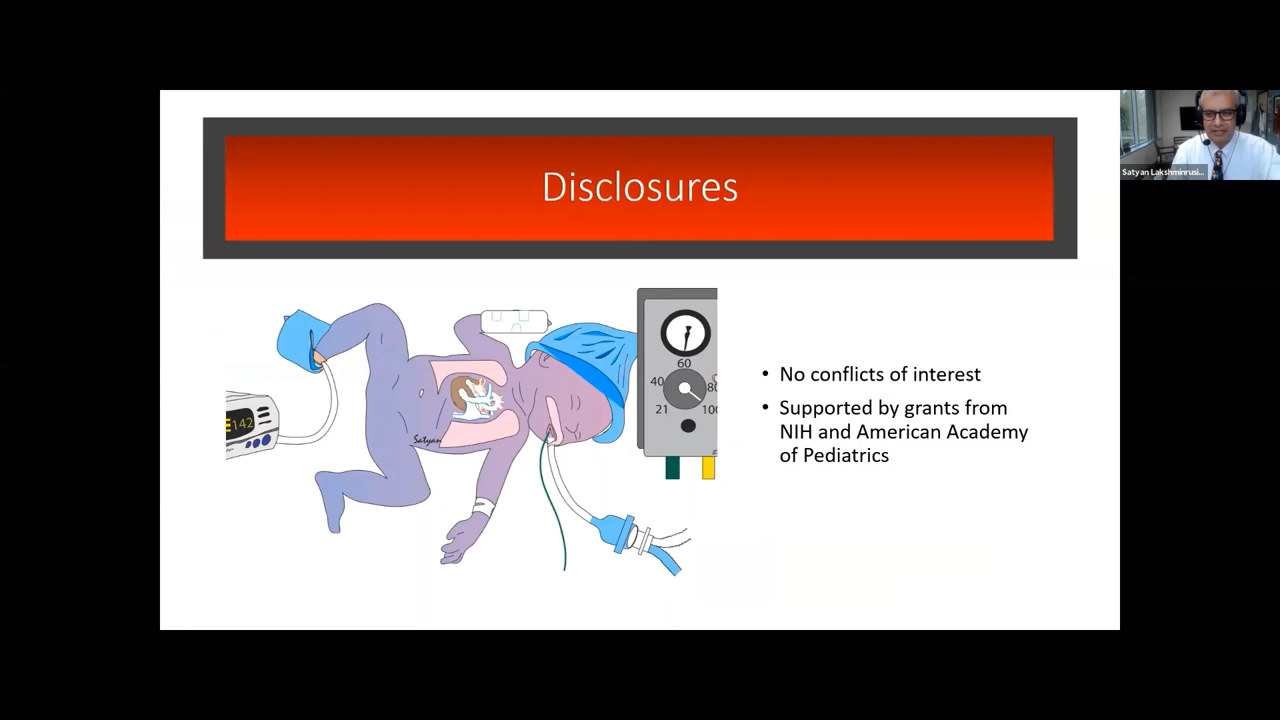 Disclosures
Satyan Lakshminrusi...
142
Satyan
60
40
80
21
100
• No conflicts of interest
• Supported by grants from
NIH and American Academy
of Pediatrics